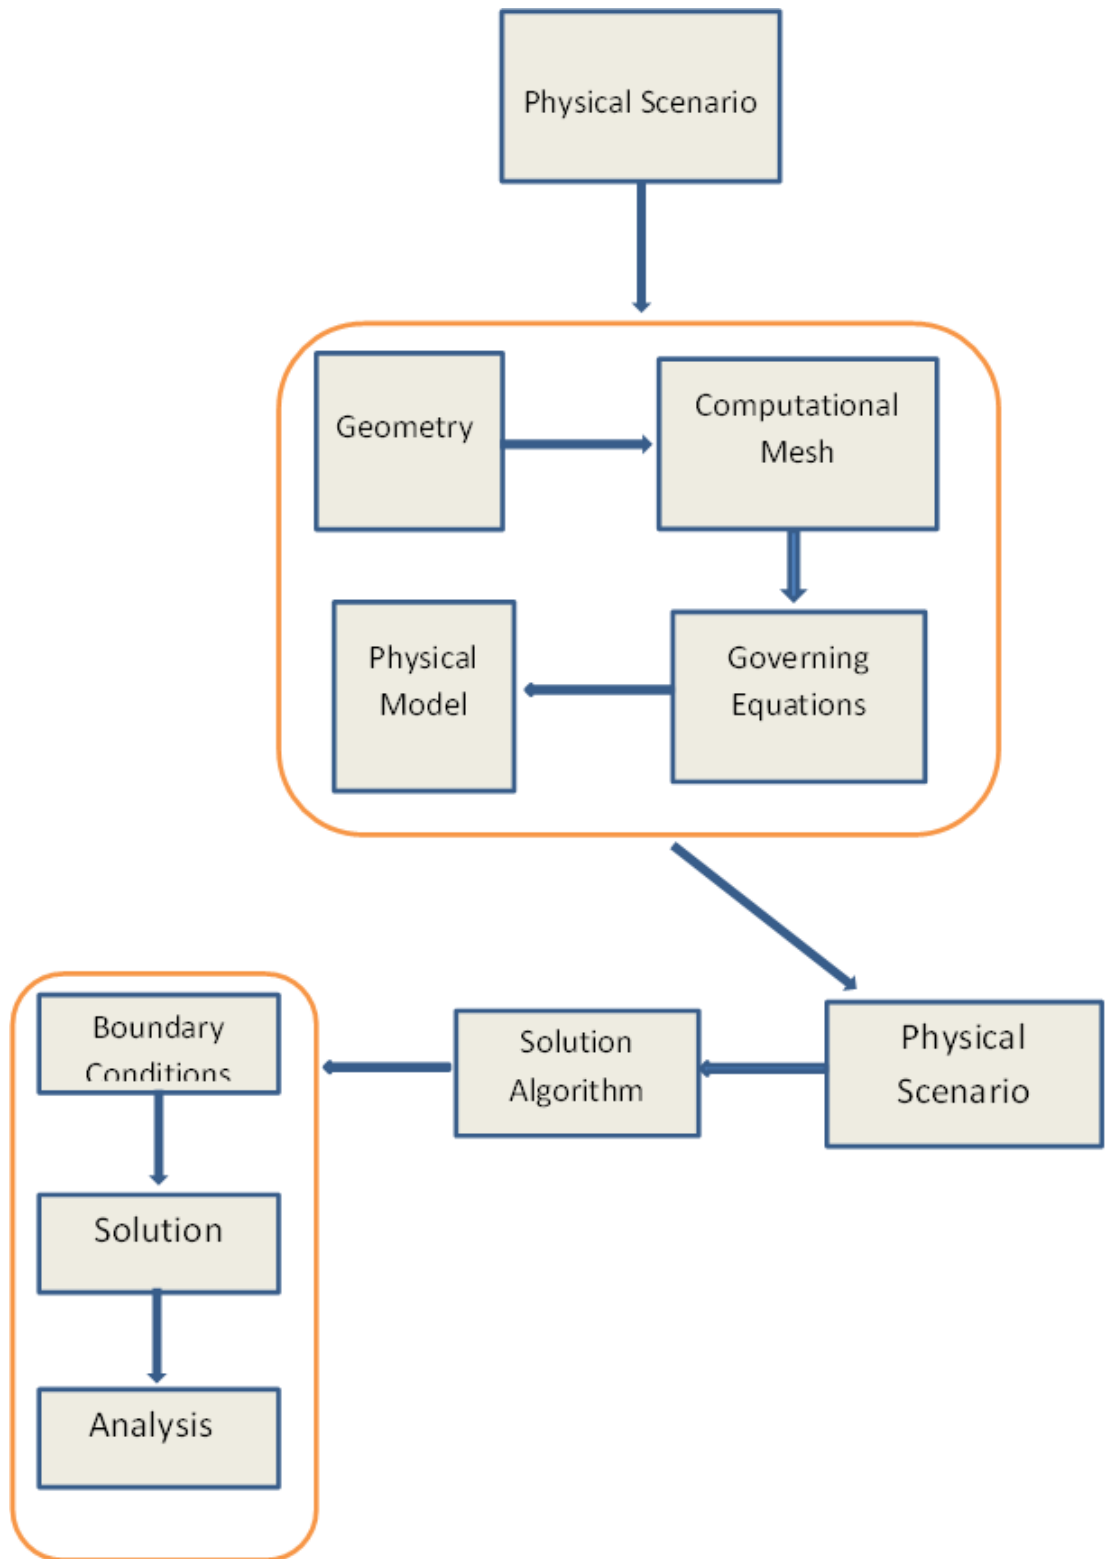 Physical Scenario
Geometry
Computational
Mesh
Physical
Model
Governing
Equations
Boundary
Conditions
Solution
Algorithm
Physical
Scenario
Solution
Analysis